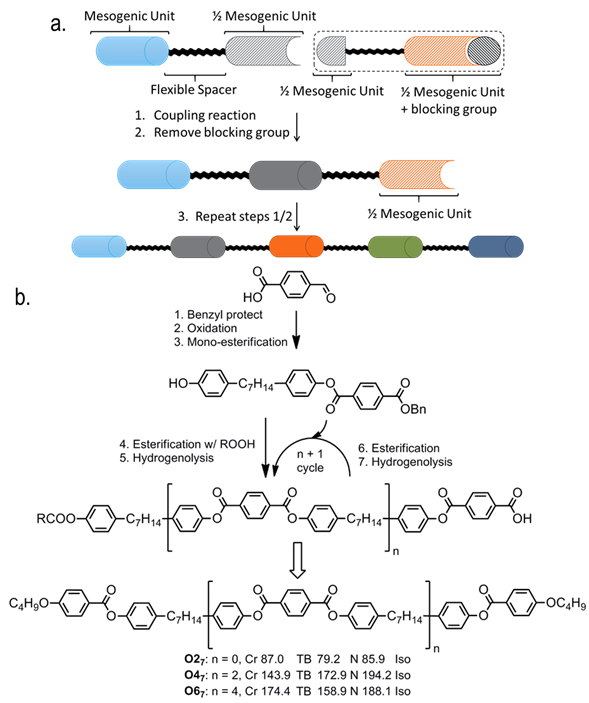 a.
Mesogenic Unit
½ Mesogenic Unit
Flexible Spacer
½ Mesogenic Unit
½ Mesogenic Unit
+ blocking group
1. Coupling reaction
2. Remove blocking group
½ Mesogenic Unit
3. Repeat steps 1/2
b.
O
HO
O
1. Benzyl protect
2. Oxidation
3. Mono-esterification
HO
C7H14
O
O
O
OBn
4. Esterification w/ ROOH
5. Hydrogenolysis
n + 1
cycle
6. Esterification
7. Hydrogenolysis
RCOO
C7H14
O
O
O
O
C7H14
n
O
O
O
OH
C4H9O
O
O
C7H14
O
O
O
O
C7H14
n
O
O
OC4H9
O27: n = 0, Cr 87.0 TB 79.2 N 85.9 Iso
O47: n = 2, Cr 143.9 TB 172.9 N 194.2 Iso
O67: n = 4, Cr 174.4 TB 158.9 N 188.1 Iso